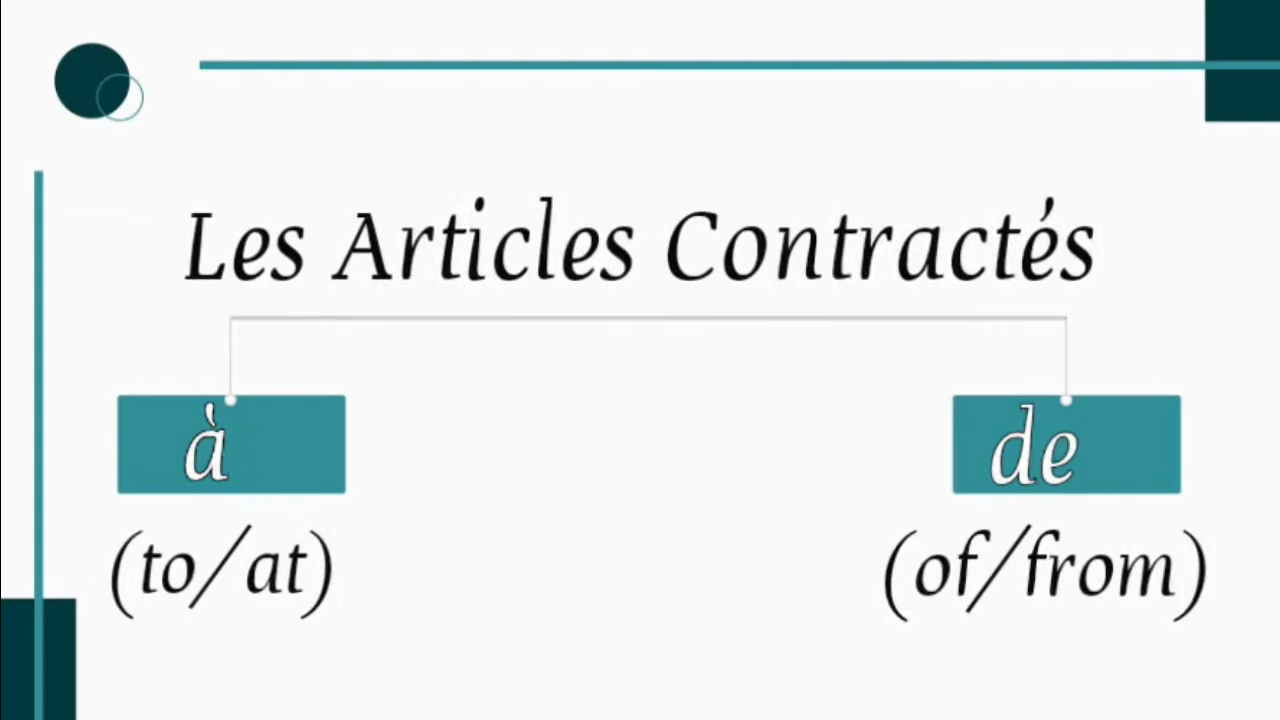 Les Articles Contractés
à
de
(to/at)
(of/from)